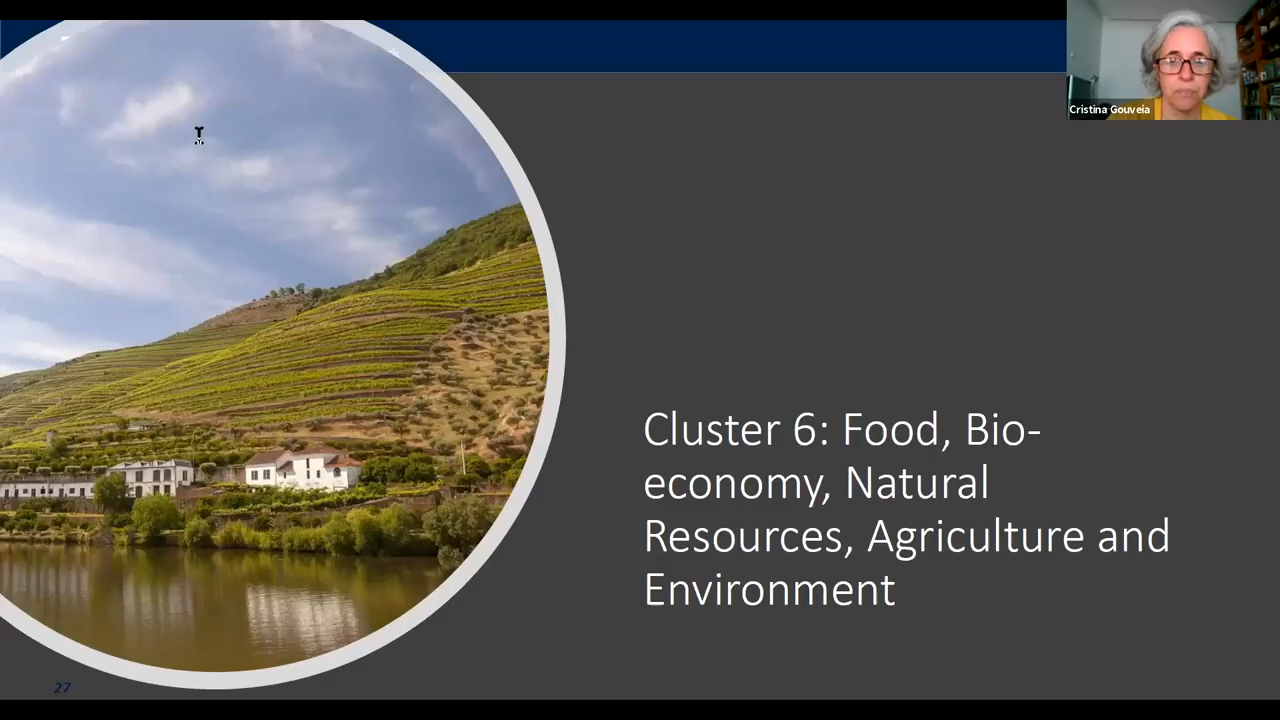 Cristina Gouveia
Cluster 6: Food, Bio-
economy, Natural
Resources, Agriculture and
Environment
27